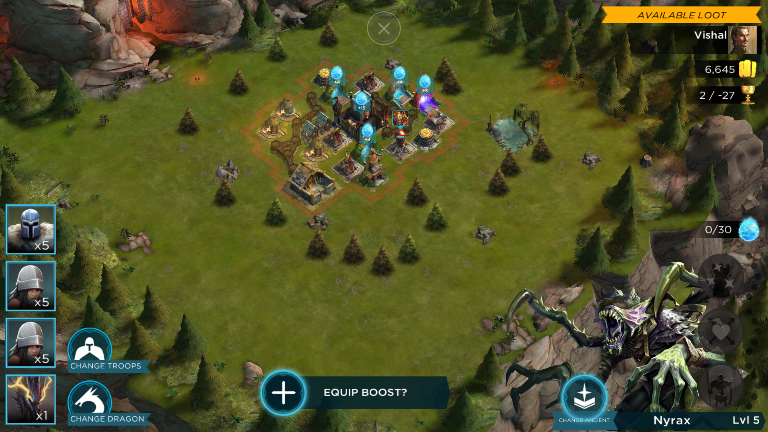 AVAILABLE LOOT
Vishal
6,645
2 / -27
0/30
x5
x5
x5
x1
CHANGE TROOPS
CHANGE DRAGON
EQUIP BOOST?
CHANGE ANCIENT
Nyrax
Lvl 5